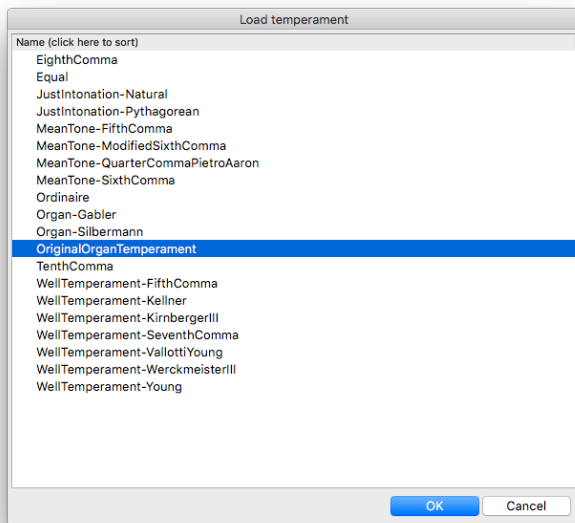 Load temperament
Name (click here to sort)
EighthComma
Equal
JustIntonation-Natural
JustIntonation-Pythagorean
MeanTone-FifthComma
MeanTone-ModifiedSixthComma
MeanTone-QuarterCommaPietroAaron
MeanTone-SixthComma
Ordinaire
Organ-Gabler
Organ-Silbermann
OriginalOrganTemperament
TenthComma
WellTemperament-FifthComma
WellTemperament-Kellner
WellTemperament-KirnbergerIII
WellTemperament-SeventhComma
WellTemperament-VallottiYoung
WellTemperament-WerckmeisterIII
WellTemperament-Young
OK Cancel